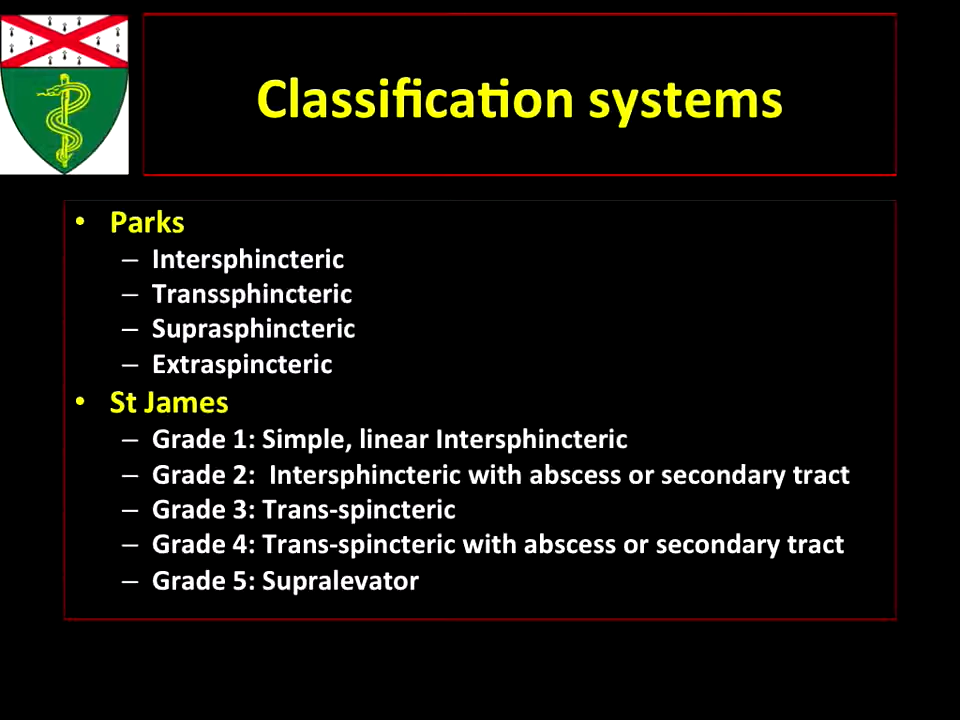 Classification systems
• Parks
– Intersphincteric
– Transsphincteric
– Suprasphincteric
– Extraspincteric
• St James
– Grade 1: Simple, linear Intersphincteric
– Grade 2:  Intersphincteric with abscess or secondary tract
– Grade 3: Trans-spincteric
– Grade 4: Trans-spincteric with abscess or secondary tract
– Grade 5: Supralevator